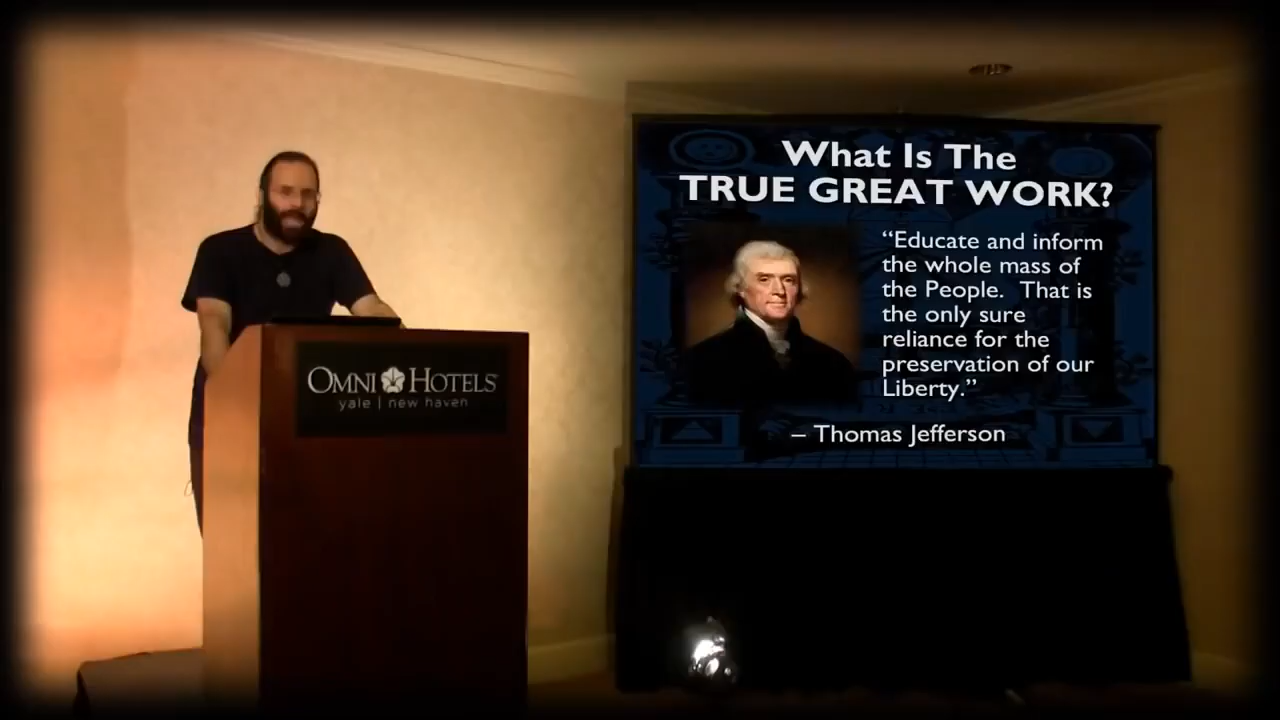 What Is The
TRUE GREAT WORK?
“Educate and inform
the whole mass of
the People. That is
the only sure
reliance for the
preservation of our
Liberty.”
– Thomas Jefferson
OMNI HOTELS
yale | new haven